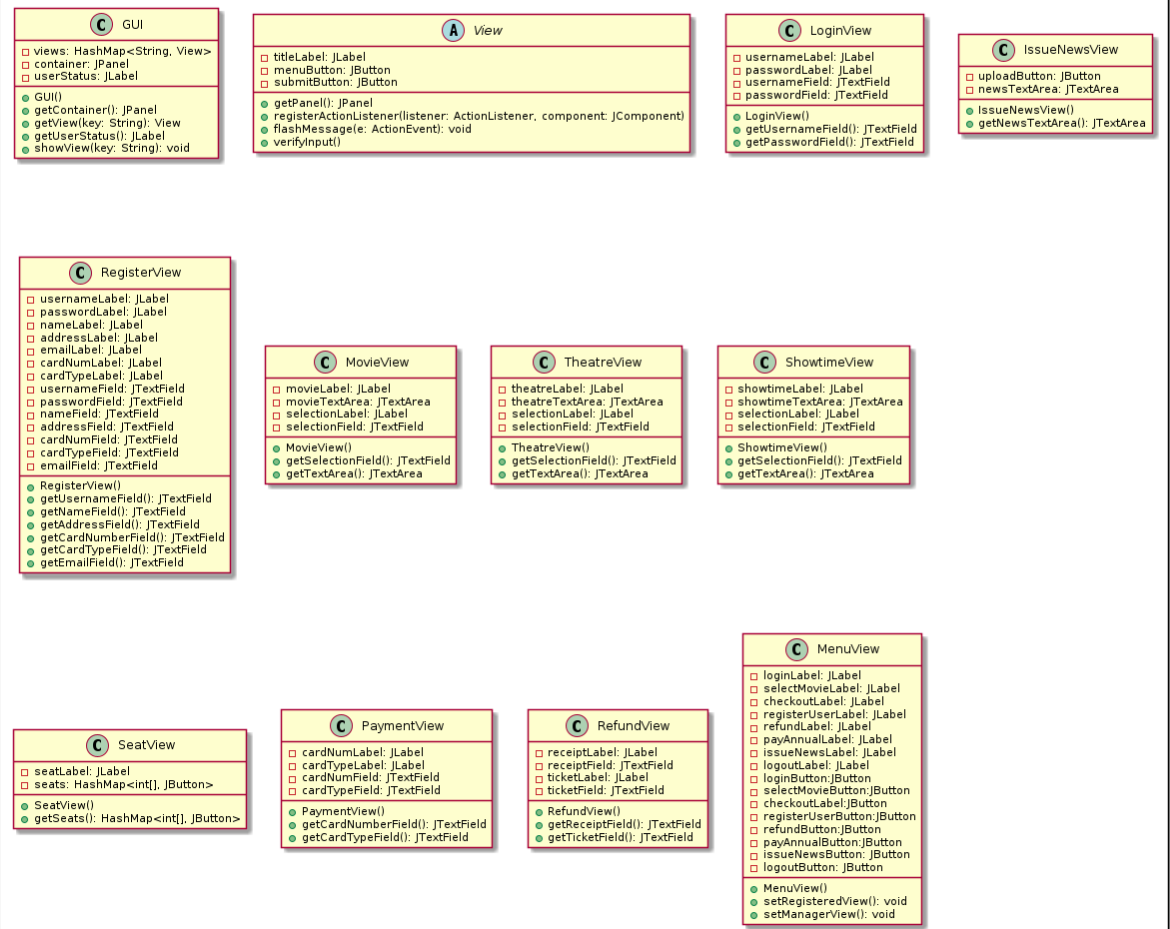 C GUI
views: HashMap<String, View>
container: JPanel
userStatus: JLabel
GUI()
getContainer(): JPanel
getView(key: String): View
getUserStatus(): JLabel
showView(key: String): void
A View
titleLabel: JLabel
menuButton: JButton
submitButton: JButton
getPanel(): JPanel
registerActionListener(listener: ActionListener, component: JComponent)
flashMessage(e: ActionEvent): void
verifyInput()
C LoginView
usernameLabel: JLabel
passwordLabel: JLabel
usernameField: JTextField
passwordField: JTextField
LoginView()
getUsernameField(): JTextField
getPasswordField(): JTextField
C IssueNewsView
uploadButton: JButton
newsTextArea: JTextArea
IssueNewsView()
getNewsTextArea(): JTextArea
C RegisterView
usernameLabel: JLabel
passwordLabel: JLabel
nameLabel: JLabel
addressLabel: JLabel
emailLabel: JLabel
cardNumLabel: JLabel
cardTypeLabel: JLabel
usernameField: JTextField
passwordField: JTextField
nameField: JTextField
addressField: JTextField
cardNumField: JTextField
cardTypeField: JTextField
emailField: JTextField
RegisterView()
getUsernameField(): JTextField
getNameField(): JTextField
getAddressField(): JTextField
getCardNumberField(): JTextField
getCardTypeField(): JTextField
getEmailField(): JTextField
C MovieView
movieLabel: JLabel
movieTextArea: JTextArea
selectionLabel: JLabel
selectionField: JTextField
MovieView()
getSelectionField(): JTextField
getTextArea(): JTextArea
C TheatreView
theatreLabel: JLabel
theatreTextArea: JTextArea
selectionLabel: JLabel
selectionField: JTextField
TheatreView()
getSelectionField(): JTextField
getTextArea(): JTextArea
C ShowtimeView
showtimeLabel: JLabel
showtimeTextArea: JTextArea
selectionLabel: JLabel
selectionField: JTextField
ShowtimeView()
getSelectionField(): JTextField
getTextArea(): JTextArea
C SeatView
seatLabel: JLabel
seats: HashMap<int[], JButton>
SeatView()
getSeats(): HashMap<int[], JButton>
C PaymentView
cardNumLabel: JLabel
cardTypeLabel: JLabel
cardNumField: JTextField
cardTypeField: JTextField
PaymentView()
getCardNumberField(): JTextField
getCardTypeField(): JTextField
C RefundView
receiptLabel: JLabel
receiptField: JTextField
ticketLabel: JLabel
ticketField: JTextField
RefundView()
getReceiptField(): JTextField
getTicketField(): JTextField
C MenuView
loginLabel: JLabel
selectMovieLabel: JLabel
checkoutLabel: JLabel
registerUserLabel: JLabel
refundLabel: JLabel
payAnnualLabel: JLabel
issueNewsLabel: JLabel
logoutLabel: JLabel
loginButton:JButton
selectMovieButton:JButton
checkoutLabel:JButton
registerUserButton:JButton
refundButton:JButton
payAnnualButton:JButton
issueNewsButton: JButton
logoutButton: JButton
MenuView()
setRegisteredView(): void
setManagerView(): void